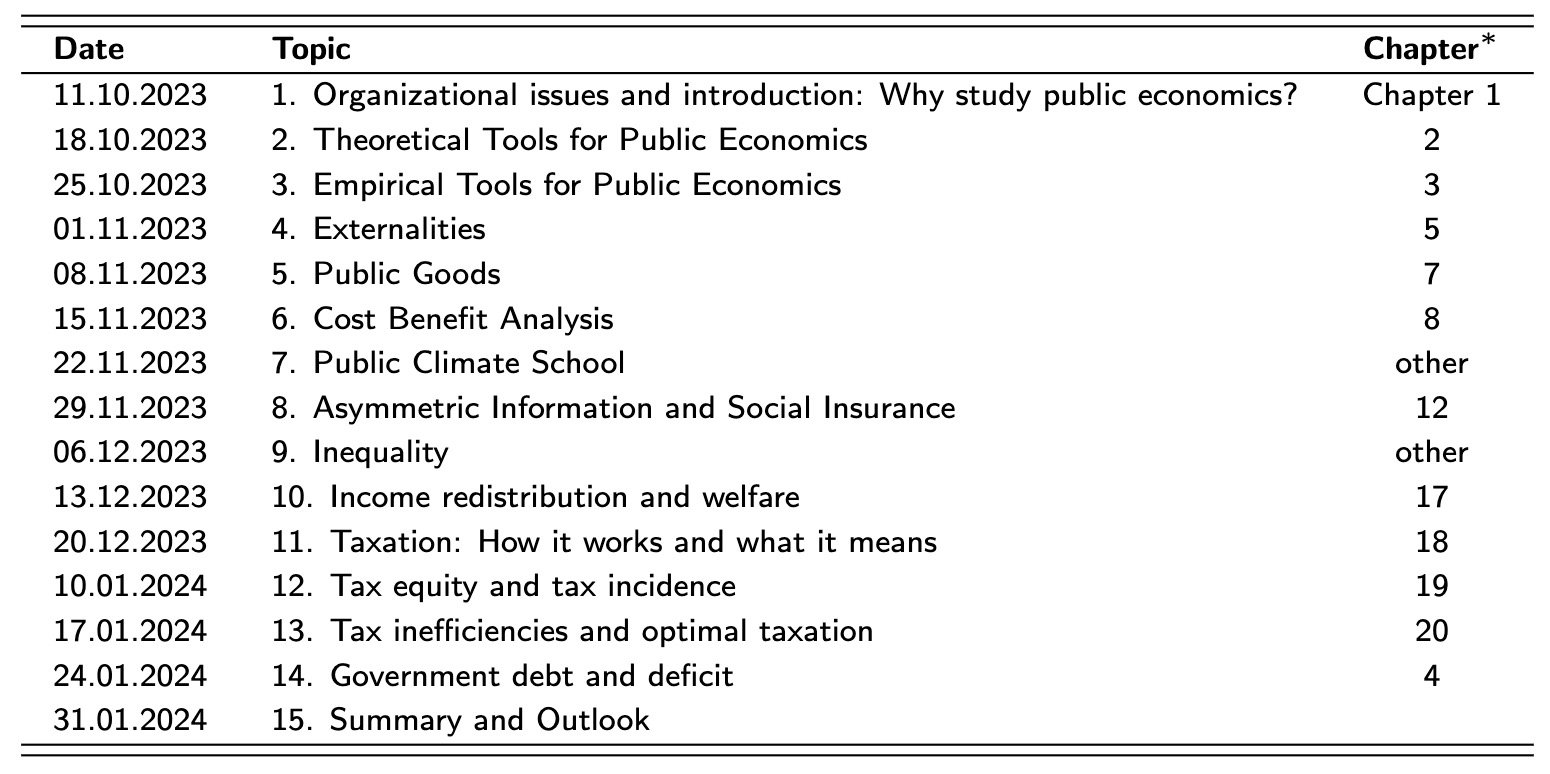 Date Topic Chapter*
11.10.2023 1. Organizational issues and introduction: Why study public economics? Chapter 1
18.10.2023 2. Theoretical Tools for Public Economics 2
25.10.2023 3. Empirical Tools for Public Economics 3
01.11.2023 4. Externalities 5
08.11.2023 5. Public Goods 7
15.11.2023 6. Cost Benefit Analysis 8
22.11.2023 7. Public Climate School other
29.11.2023 8. Asymmetric Information and Social Insurance 12
06.12.2023 9. Inequality other
13.12.2023 10. Income redistribution and welfare 17
20.12.2023 11. Taxation: How it works and what it means 18
10.01.2024 12. Tax equity and tax incidence 19
17.01.2024 13. Tax inefficiencies and optimal taxation 20
24.01.2024 14. Government debt and deficit 4
31.01.2024 15. Summary and Outlook